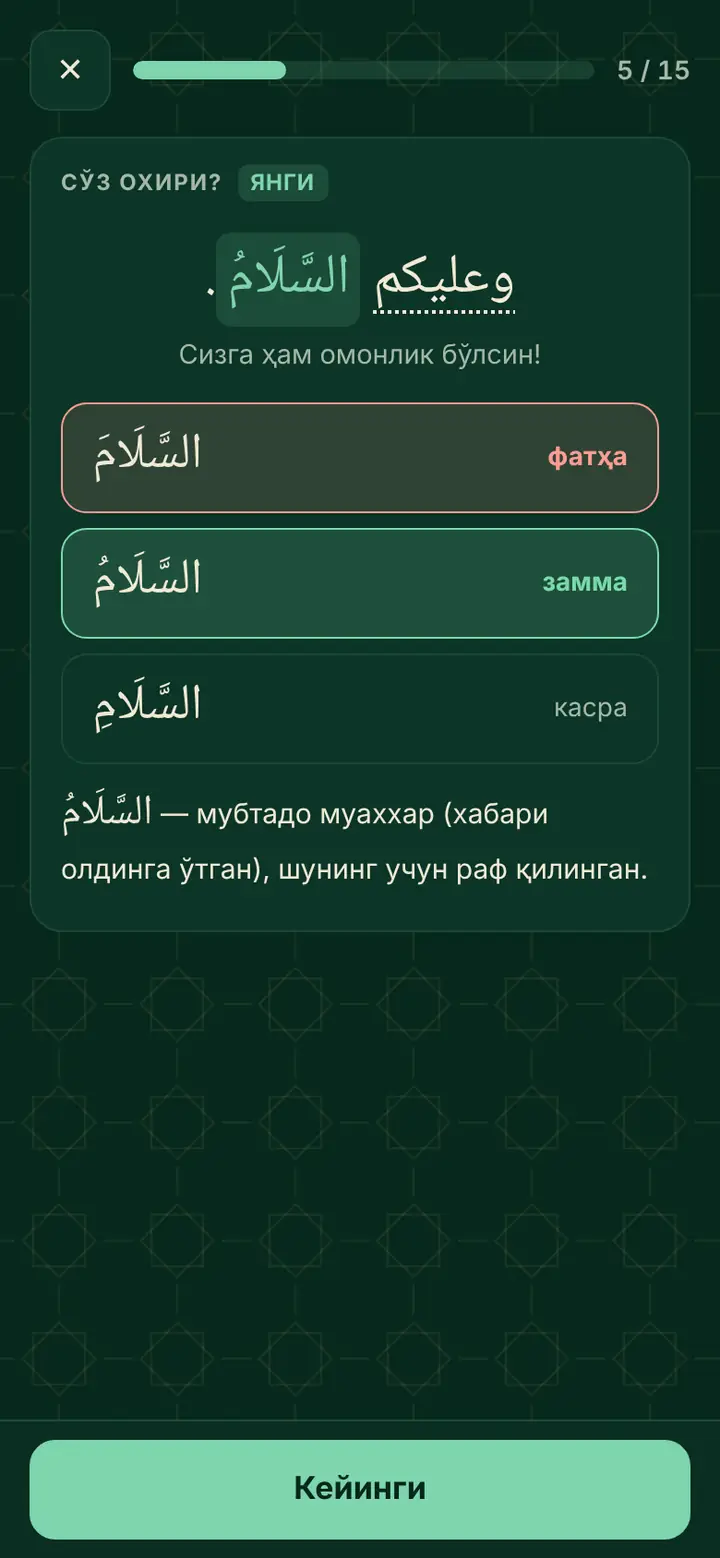 ✕ 5 / 15
СЎЗ ОХИРИ? ЯНГИ
وعليكم السَّلَامُ.
Сизга ҳам омонлик бўлсин!
السَّلَامَ фатҳа
السَّلَامُ замма
السَّلَامِ касра
السَّلَامُ — мубтадо муаххар (хабари
олдинга ўтган), шунинг учун раф қилинган.
Кейинги